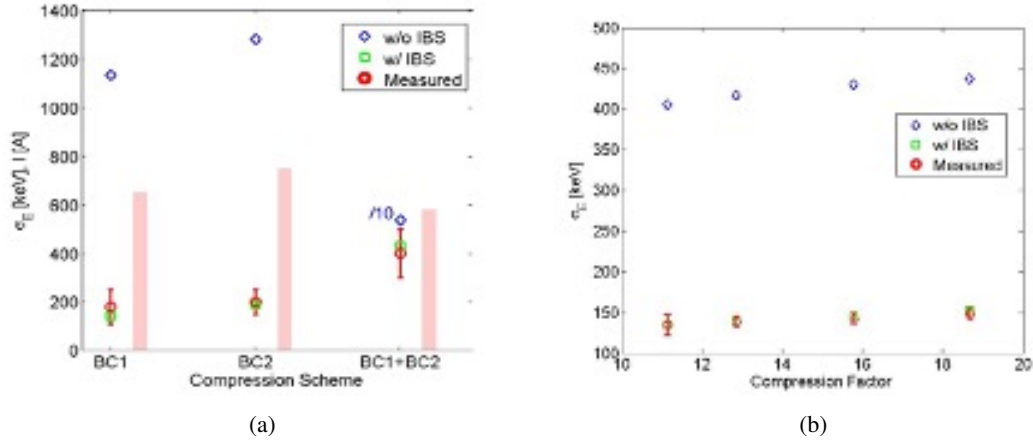 1400
1200
1000
800
600
400
200
0
σE [keV], I [A]
w/o IBS
w/ IBS
Measured
/10
BC1 BC2 BC1+BC2
Compression Scheme
(a)
500
450
400
350
300
250
200
150
100
σE [keV]
w/o IBS
w/ IBS
Measured
10 12 14 16 18 20
Compression Factor
(b)